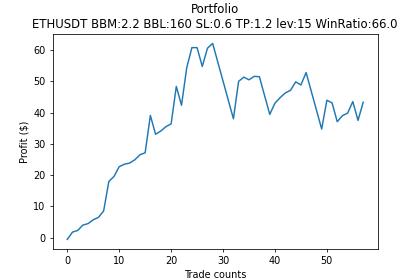 Portfolio
ETHUSDT BBM:2.2 BBL:160 SL:0.6 TP:1.2 lev:15 WinRatio:66.0
Profit ($)
60
50
40
30
20
10
0
0 10 20 30 40 50
Trade counts